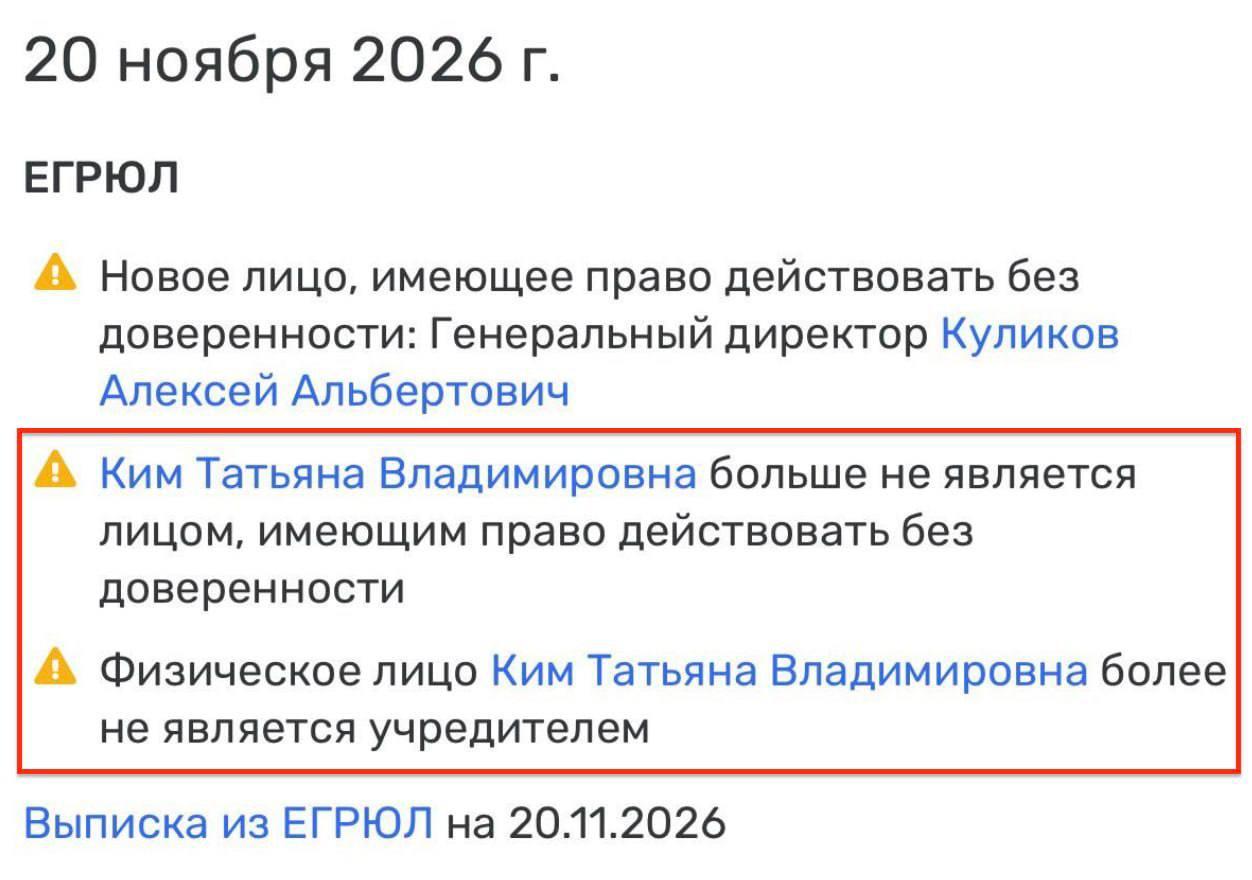 20 ноября 2026 г.
ЕГРЮЛ
Новое лицо, имеющее право действовать без
доверенности: Генеральный директор Куликов
Алексей Альбертович
Ким Татьяна Владимировна больше не является
лицом, имеющим право действовать без
доверенности
Физическое лицо Ким Татьяна Владимировна более
не является учредителем
Выписка из ЕГРЮЛ на 20.11.2026